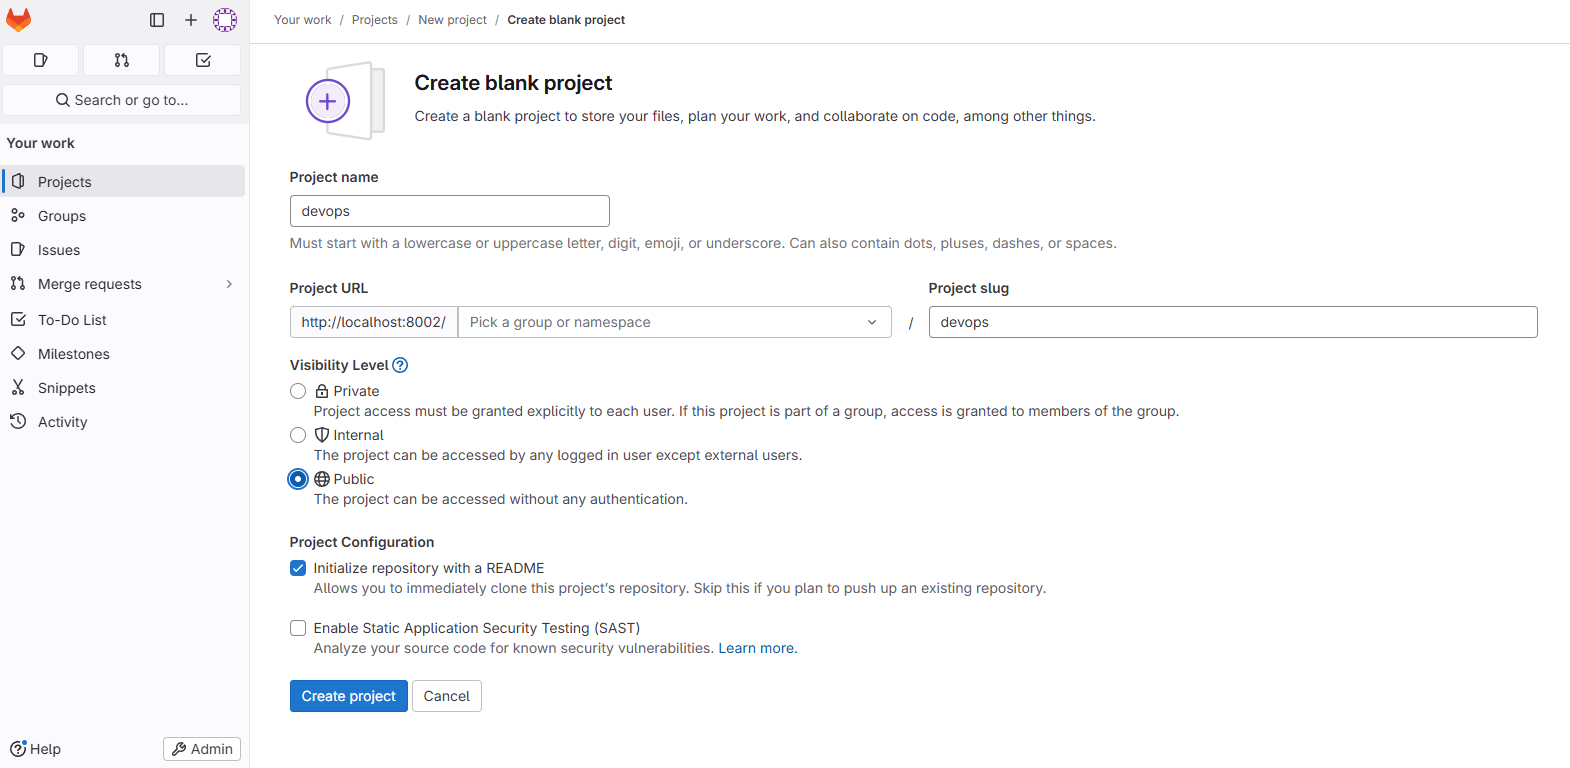 Your work / Projects / New project / Create blank project
Search or go to...
Your work
Projects
Groups
Issues
Merge requests
To-Do List
Milestones
Snippets
Activity
Help
Admin
Create blank project
Create a blank project to store your files, plan your work, and collaborate on code, among other things.
Project name
devops
Must start with a lowercase or uppercase letter, digit, emoji, or underscore. Can also contain dots, pluses, dashes, or spaces.
Project URL
http://localhost:8002/
Pick a group or namespace
/
Project slug
devops
Visibility Level
Private
Project access must be granted explicitly to each user. If this project is part of a group, access is granted to members of the group.
Internal
The project can be accessed by any logged in user except external users.
Public
The project can be accessed without any authentication.
Project Configuration
Initialize repository with a README
Allows you to immediately clone this project's repository. Skip this if you plan to push up an existing repository.
Enable Static Application Security Testing (SAST)
Analyze your source code for known security vulnerabilities. Learn more.
Create project
Cancel